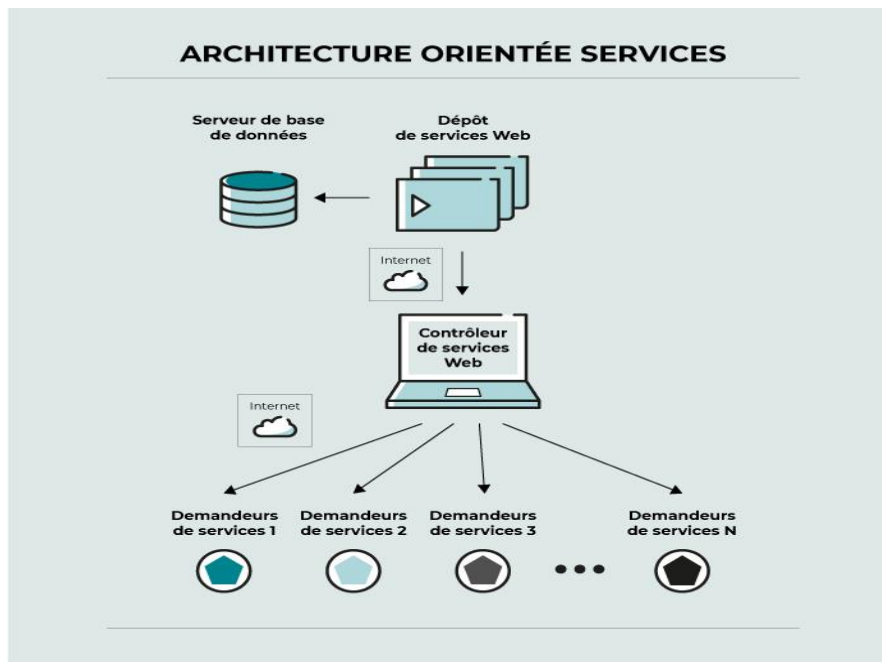 ARCHITECTURE ORIENTÉE SERVICES
Serveur de base
de données
Dépôt
de services Web
Internet
Contrôleur
de services
Web
Internet
Demandeurs
de services 1
Demandeurs
de services 2
Demandeurs
de services 3
Demandeurs
de services N